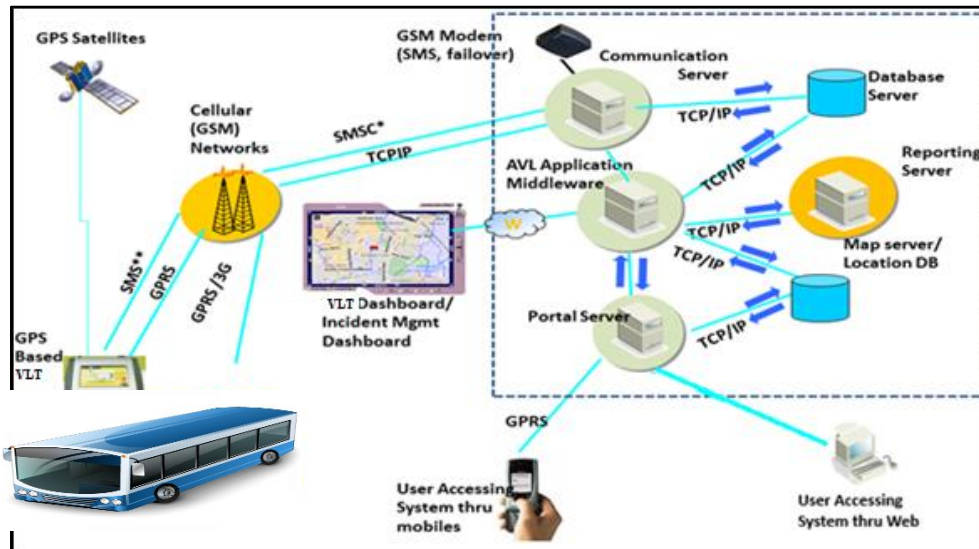 GPS Satellites
GSM Modem
(SMS, failover)
Communication
Server
Database
Server
Cellular
(GSM)
Networks
SMSC*
TCPIP
TCP/IP
AVL Application
Middleware
TCP/IP
Reporting
Server
W
TCP/IP
Map server/
Location DB
TCP/IP
SMS**
GPRS
GPRS /3G
VLT Dashboard/
Incident Mgmt
Dashboard
Portal Server
TCP/IP
GPS
Based
VLT
GPRS
User Accessing
System thru
mobiles
User Accessing
System thru Web